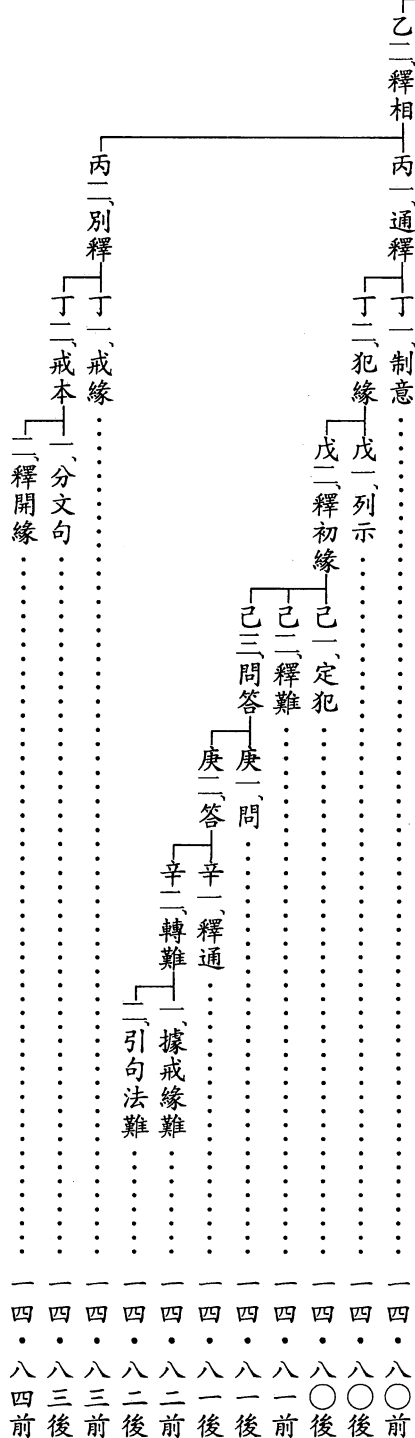 乙二、釋相 丙一、通釋 丁一、制意 一四・八〇前
丁二、犯緣 戊一、列示 一四・八〇後
戊二、釋初緣 己一、定犯 一四・八〇後
己二、釋難 一四・八一前
己三、問答 庚一、問 一四・八一後
庚二、答 辛一、釋通 一四・八一後
辛二、轉難 一、據戒緣難 一四・八二前
二、引句法難 一四・八二後
丙二、別釋 丁一、戒緣 一四・八三前
丁二、戒本 一、分文句 一四・八三後
二、釋開緣 一四・八四前